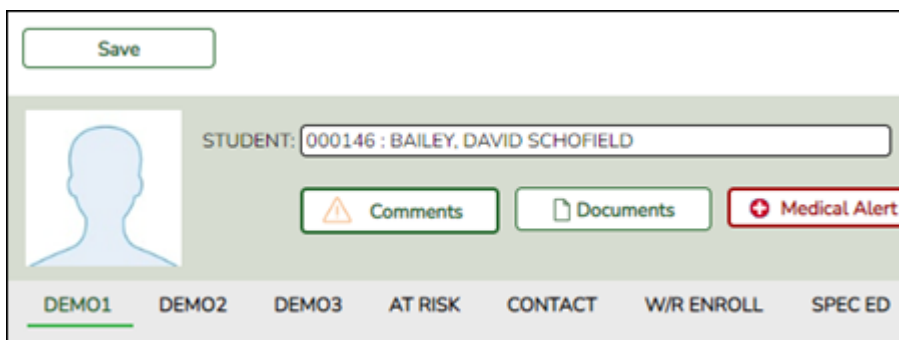 Save
STUDENT: 000146 : BAILEY, DAVID SCHOFIELD
Comments Documents Medical Alert
DEMO1 DEMO2 DEMO3 AT RISK CONTACT W/R ENROLL SPEC ED